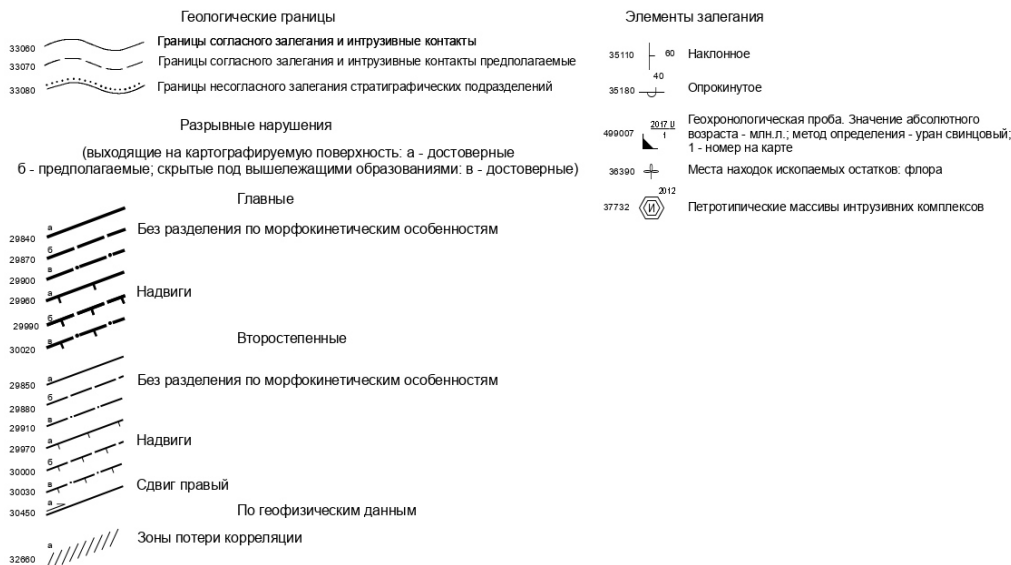 Геологические границы
33060 Границы согласного залегания и интрузивные контакты
33070 Границы согласного залегания и интрузивные контакты предполагаемые
33080 Границы несогласного залегания стратиграфических подразделений
Разрывные нарушения
(выходящие на картографируемую поверхность: а - достоверные
б - предполагаемые; скрытые под вышележащими образованиями: в - достоверные)
Главные
а
29840 Без разделения по морфокинетическим особенностям
б
29870
в
29900
а
29960 Надвиги
б
29990
в
30020
Второстепенные
а
29850 Без разделения по морфокинетическим особенностям
б
29880
в
29910
а
29970 Надвиги
б
30000
в
30030 Сдвиг правый
а
30450
По геофизическим данным
а Зоны потери корреляции
32660
Элементы залегания
35110 60 Наклонное
40
35180 Опрокинутое
499007 2017 U 1 Геохронологическая проба. Значение абсолютного
возраста - млн.л.; метод определения - уран свинцовый;
1 - номер на карте
36390 Места находок ископаемых остатков: флора
2012
37732 И Петротипические массивы интрузивних комплексов